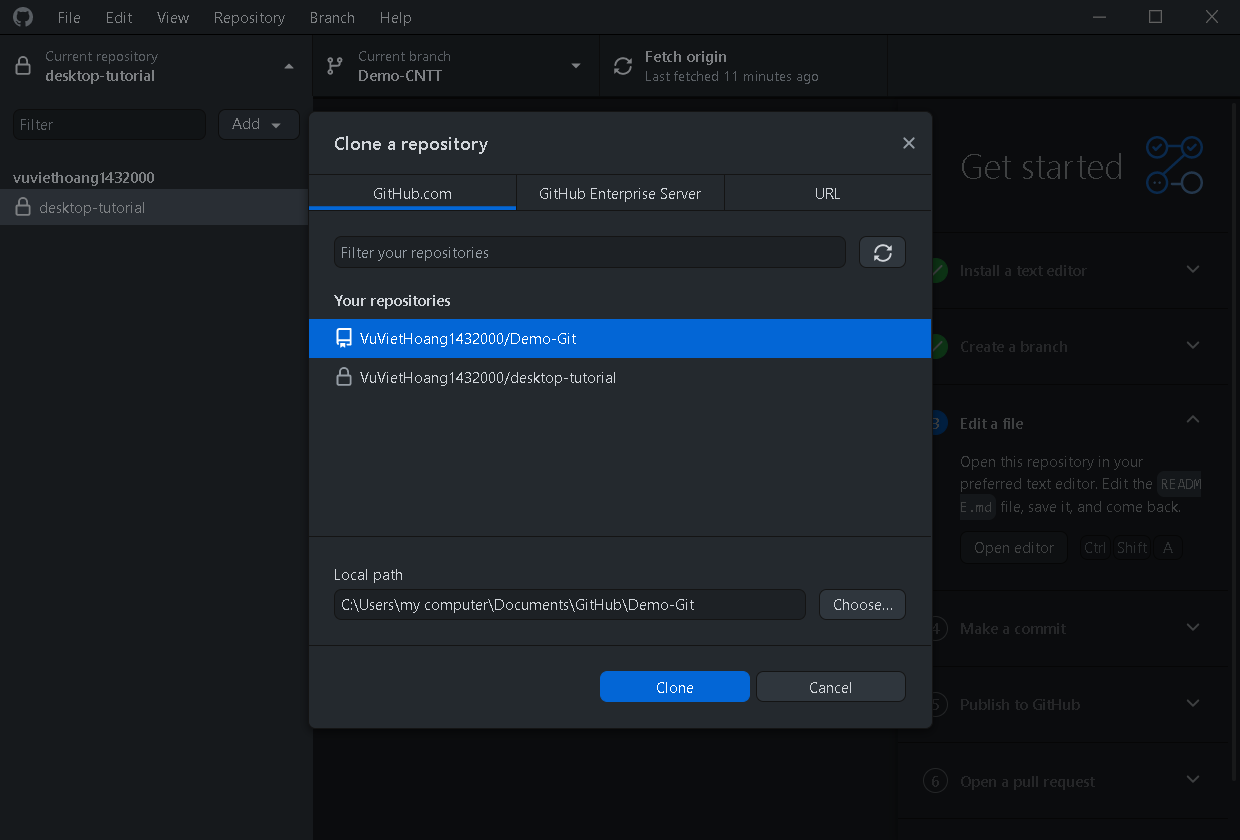 File Edit View Repository Branch Help
Current repository
desktop-tutorial
Current branch
Demo-CNTT
Fetch origin
Last fetched 11 minutes ago
Filter
Add
vuviethoang1432000
desktop-tutorial
Clone a repository
GitHub.com
GitHub Enterprise Server
URL
Filter your repositories
Your repositories
VuVietHoang1432000/Demo-Git
VuVietHoang1432000/desktop-tutorial
Local path
C:\Users\my computer\Documents\GitHub\Demo-Git
Choose...
Clone
Cancel
Get started
Install a text editor
Create a branch
3 Edit a file
Open this repository in your
preferred text editor. Edit the READM
E.md file, save it, and come back.
Open editor Ctrl Shift A
4 Make a commit
5 Publish to GitHub
6 Open a pull request